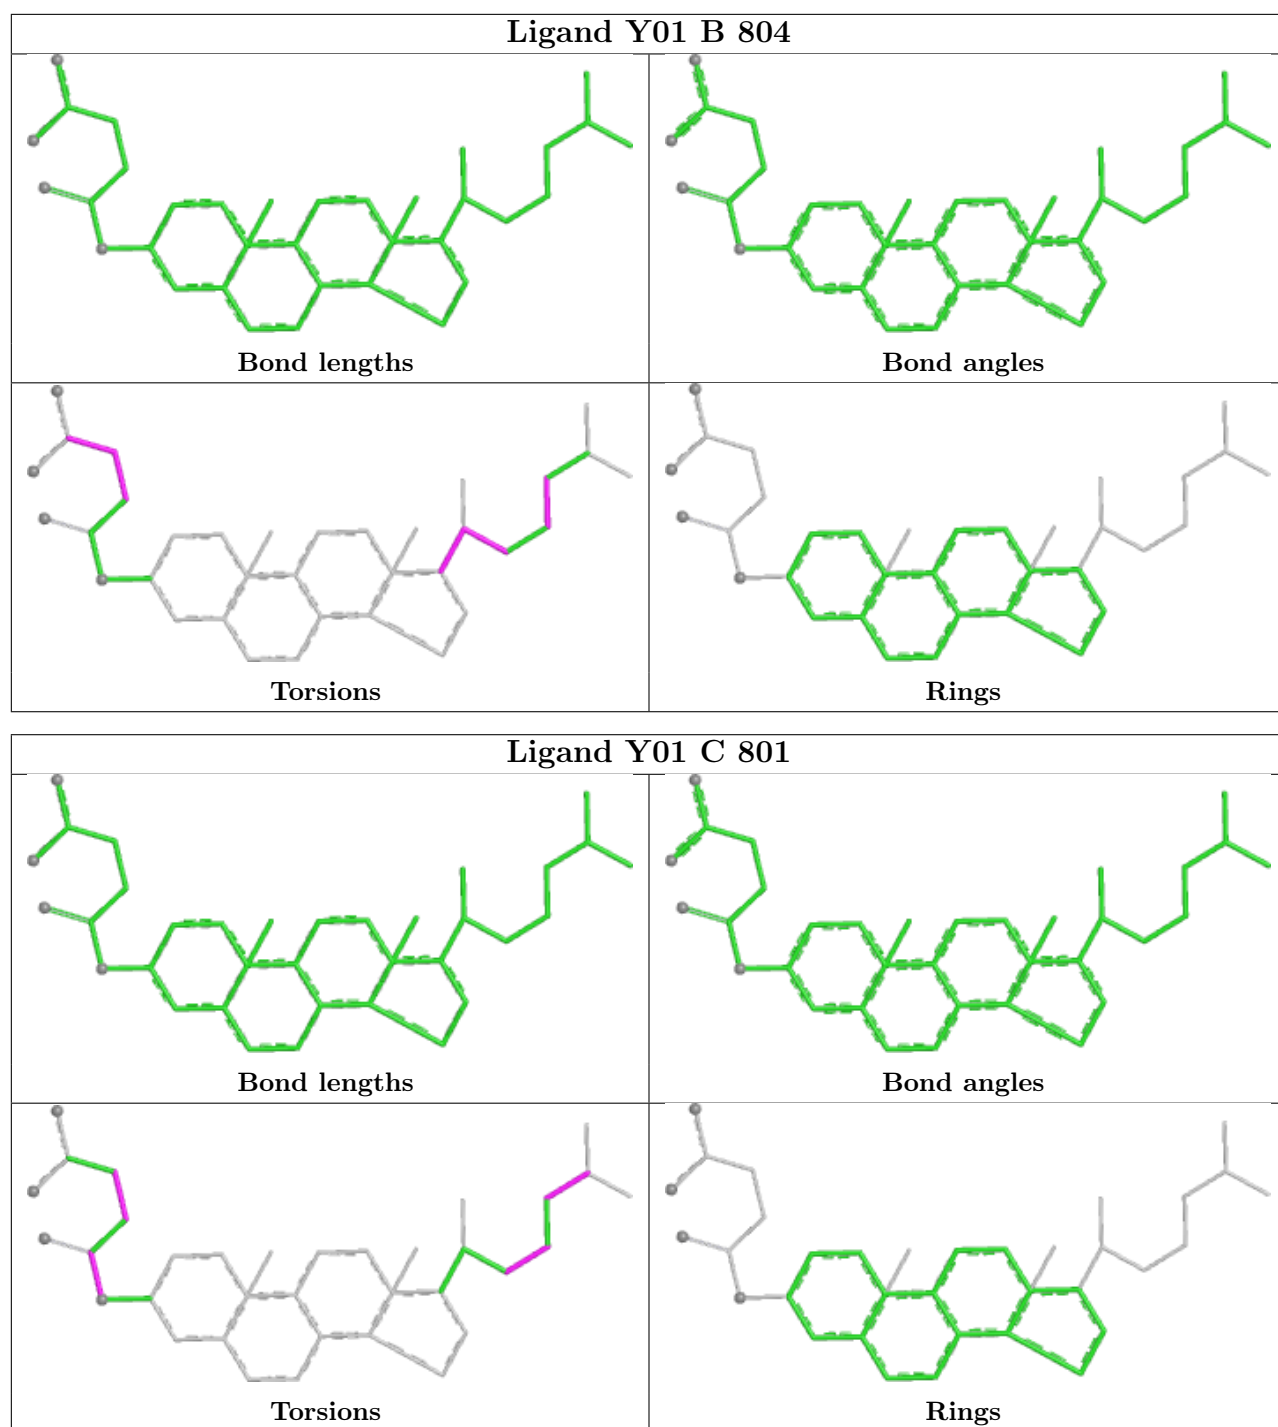 Ligand Y01 B 804
Bond lengths
Bond angles
Torsions
Rings
Ligand Y01 C 801
Bond lengths
Bond angles
Torsions
Rings